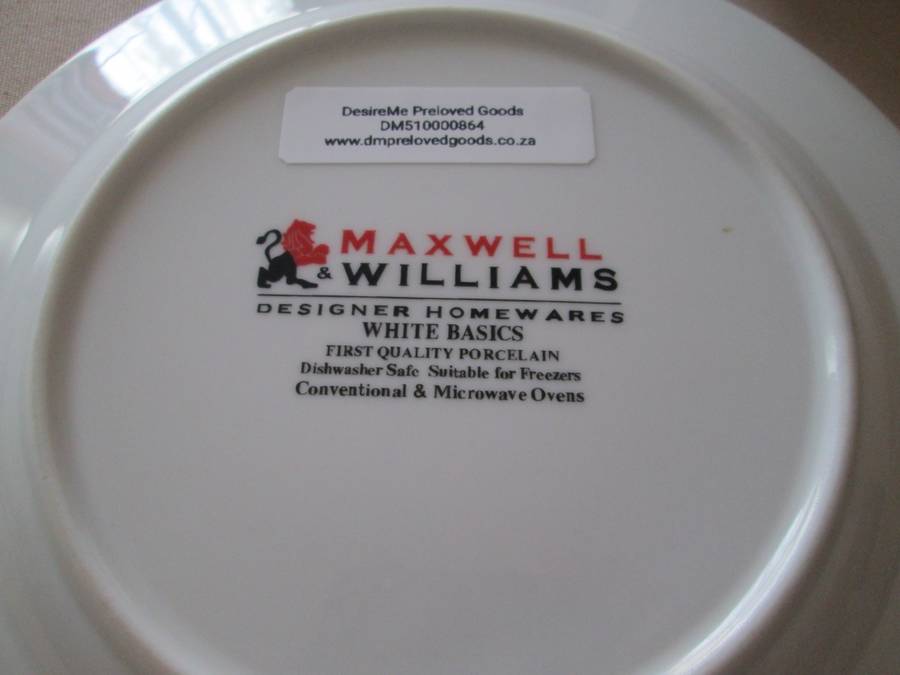 DesireMe Preloved Goods
DM510000864
www.dmprelovedgoods.co.za
MAXWELL
& WILLIAMS
DESIGNER HOMEWARES
WHITE BASICS
FIRST QUALITY PORCELAIN
Dishwasher Safe Suitable for Freezers
Conventional & Microwave Ovens